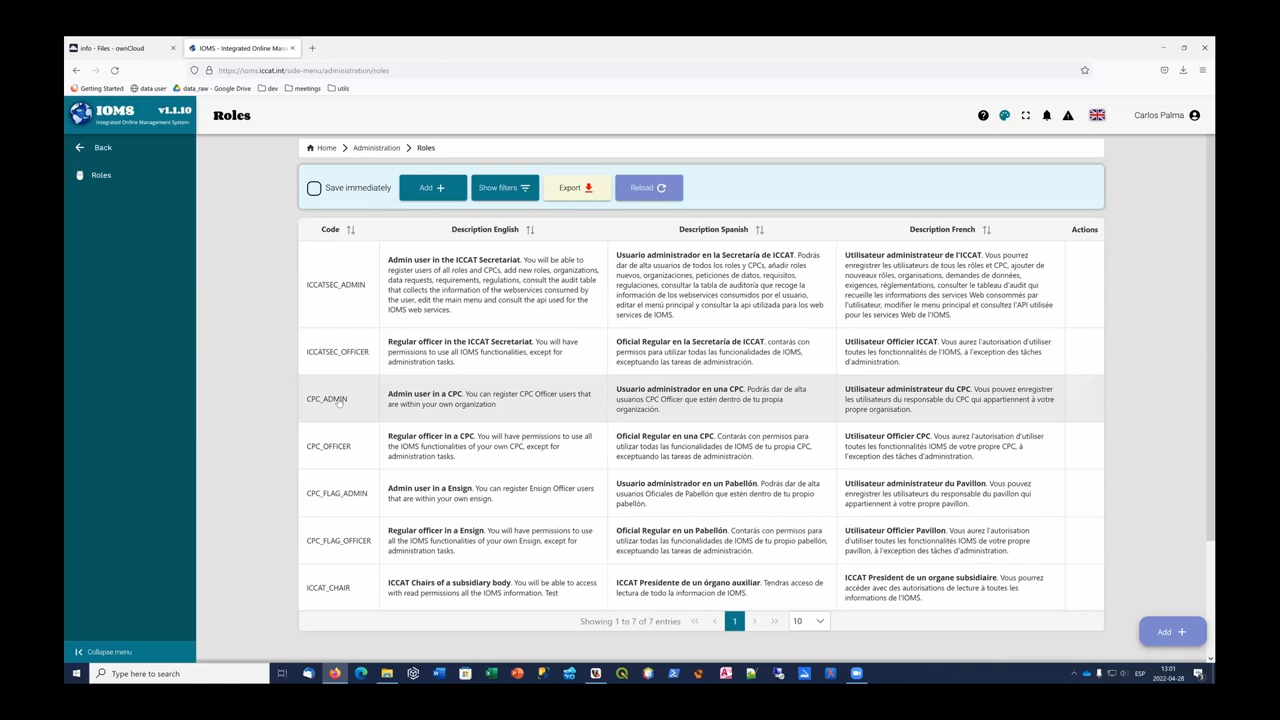 info - Files - ownCloud
IOMS - Integrated Online Mana
https://ioms.iccat.int/side-menu/administration/roles
Getting Started
data user
data_raw - Google Drive
dev
meetings
utils
IOMS v1.1.10
Integrated Online Management System
Roles
Carlos Palma
Back
Roles
Home
Administration
Roles
Save immediately
Add +
Show filters
Export
Reload
Code
Description English
Description Spanish
Description French
Actions
ICCATSEC_ADMIN
Admin user in the ICCAT Secretariat. You will be able to
register users of all roles and CPCs, add new roles, organizations,
data requests, requirements, regulations, consult the audit table
that collects the information of the webservices consumed
by the user, edit the main menu and consult the api used for the
IOMS web services.
Usuario administrador en la Secretaría de ICCAT. Podrás
dar de alta usuarios de todos los roles y CPCs, añadir roles
nuevos, organizaciones, peticiones de datos, requisitos,
regulaciones, consultar la tabla de auditoría que recoge la
información de los webservices consumidos por el usuario,
editar el menú principal y consultar la api utilizada para los web
services de IOMS.
Utilisateur administrateur de l'ICCAT. Vous pourrez
enregistrer les utilisateurs de tous les rôles et CPC, ajouter de
nouveaux rôles, organisations, demandes de données,
exigences, réglementations, consulter le tableau d'audit qui
recueille les informations des services Web consommés par
l'utilisateur, modifier le menu principal et consultez l'API utilisée
pour les services Web de l'IOMS.
ICCATSEC_OFFICER
Regular officer in the ICCAT Secretariat. You will have
permissions to use all IOMS functionalities, except for
administration tasks.
Oficial Regular en la Secretaría de ICCAT. contarás con
permisos para utilizar todas las funcionalidades de IOMS,
exceptuando las tareas de administración.
Utilisateur Officier ICCAT. Vous aurez l'autorisation d'utiliser
toutes les fonctionnalités de l'IOMS, à l'exception des tâches
d'administration.
CPC_ADMIN
Admin user in a CPC. You can register CPC Officer users that
are within your own organization
Usuario administrador en una CPC. Podrás dar de alta
usuarios CPC Officer que estén dentro de tu propia
organización.
Utilisateur administrateur du CPC. Vous pouvez enregistrer
les utilisateurs du responsable du CPC qui appartiennent à votre
propre organisation.
CPC_OFFICER
Regular officer in a CPC. You will have permissions to use all
the IOMS functionalities of your own CPC, except for
administration tasks.
Oficial Regular en una CPC. Contarás con permisos para
utilizar todas las funcionalidades de IOMS de tu propia CPC,
exceptuando las tareas de administración.
Utilisateur Officier CPC. Vous aurez l'autorisation d'utiliser
toutes les fonctionnalités IOMS de votre propre CPC, à
l'exception des tâches d'administration.
CPC_FLAG_ADMIN
Admin user in a Ensign. You can register Ensign Officer users
that are within your own ensign.
Usuario administrador en un Pabellón. Podrás dar de alta
usuarios Oficiales de Pabellón que estén dentro de tu propio
pabellón.
Utilisateur administrateur du Pavillon. Vous pouvez
enregistrer les utilisateurs du responsable du pavillon qui
appartiennent à votre propre pavillon.
CPC_FLAG_OFFICER
Regular officer in a Ensign. You will have permissions to use
all the IOMS functionalities of your own Ensign, except for
administration tasks.
Oficial Regular en un Pabellón. Contarás con permisos para
utilizar todas las funcionalidades de IOMS de tu propio pabellón,
exceptuando las tareas de administración.
Utilisateur Officier Pavillon. Vous aurez l'autorisation
d'utiliser toutes les fonctionnalités IOMS de votre propre
pavillon, à l'exception des tâches d'administration.
ICCAT_CHAIR
ICCAT Chairs of a subsidiary body. You will be able to access
with read permissions all the IOMS information. Test
ICCAT Presidente de un órgano auxiliar. Tendras acceso de
lectura de todo la informacion de IOMS.
ICCAT President de un organe subsidiaire. Vous pourrez
accéder avec des autorisations de lecture à toutes les
informations de l'IOMS.
Showing 1 to 7 of 7 entries
1
10
Add +
Collapse menu
Type here to search
ESP
13:01
2022-04-28